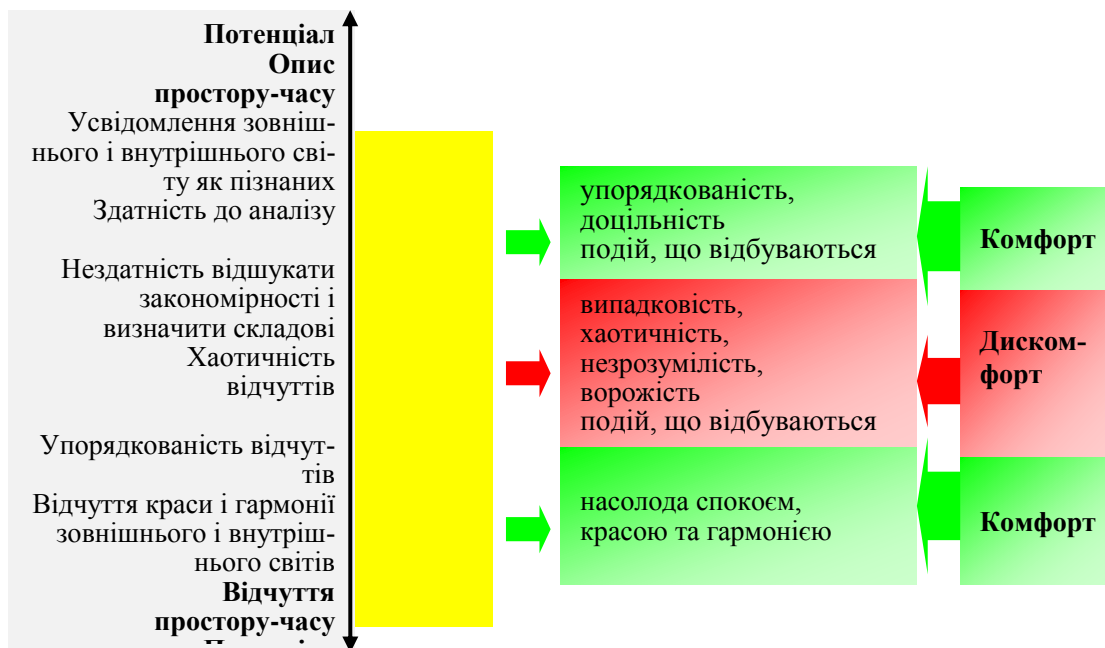 Потенціал
Опис
простору-часу
Усвідомлення зовніш-
нього і внутрішнього сві-
ту як пізнаних
Здатність до аналізу
Нездатність відшукати
закономірності і
визначити складові
Хаотичність
відчуттів
Упорядкованість відчут-
тів
Відчуття краси і гармонії
зовнішнього і внутріш-
нього світів
Відчуття
простору-часу
упорядкованість,
доцільність
подій, що відбуваються
випадковість,
хаотичність,
незрозумілість,
ворожість
подій, що відбуваються
насолода спокоєм,
красою та гармонією
Комфорт
Диском-
форт
Комфорт